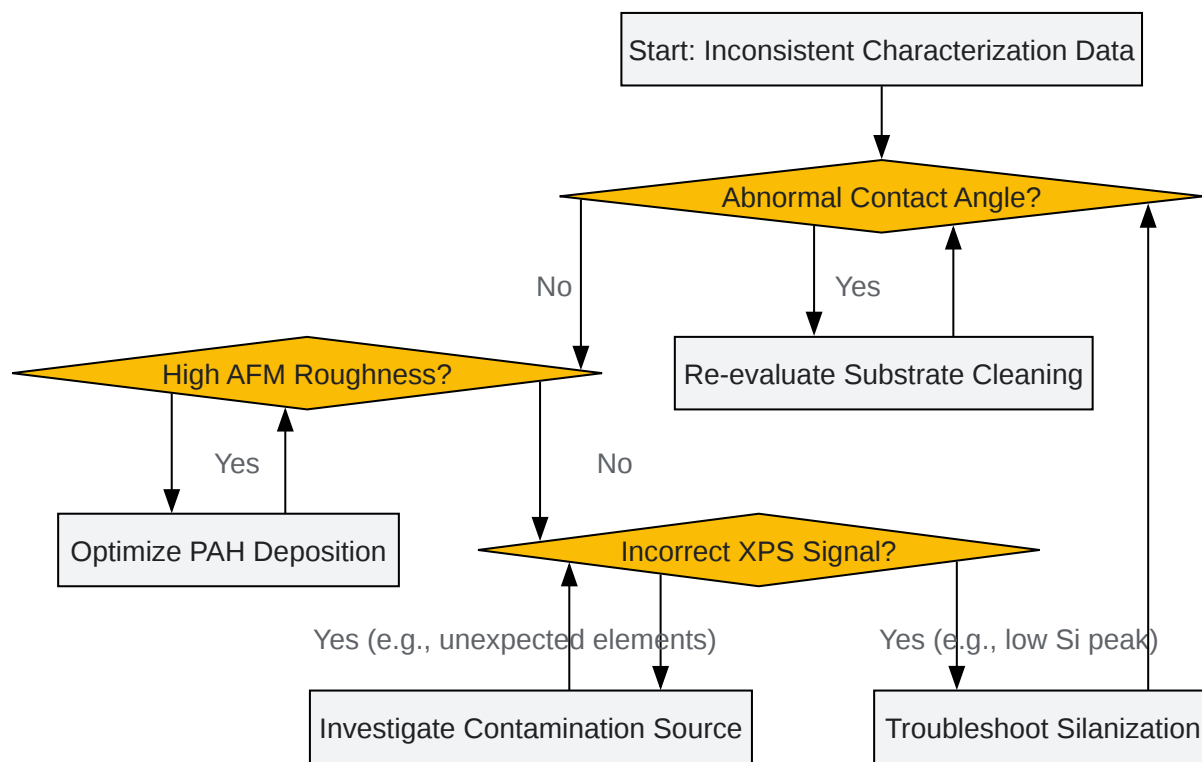 Start: Inconsistent Characterization Data
Abnormal Contact Angle?
No
Yes
High AFM Roughness?
Re-evaluate Substrate Cleaning
Yes
No
Optimize PAH Deposition
Incorrect XPS Signal?
Yes (e.g., unexpected elements)
Yes (e.g., low Si peak)
Investigate Contamination Source
Troubleshoot Silanization